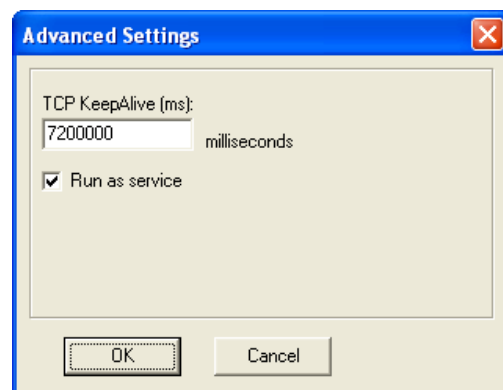 Advanced Settings
TCP KeepAlive (ms):
7200000 milliseconds
Run as service
OK Cancel